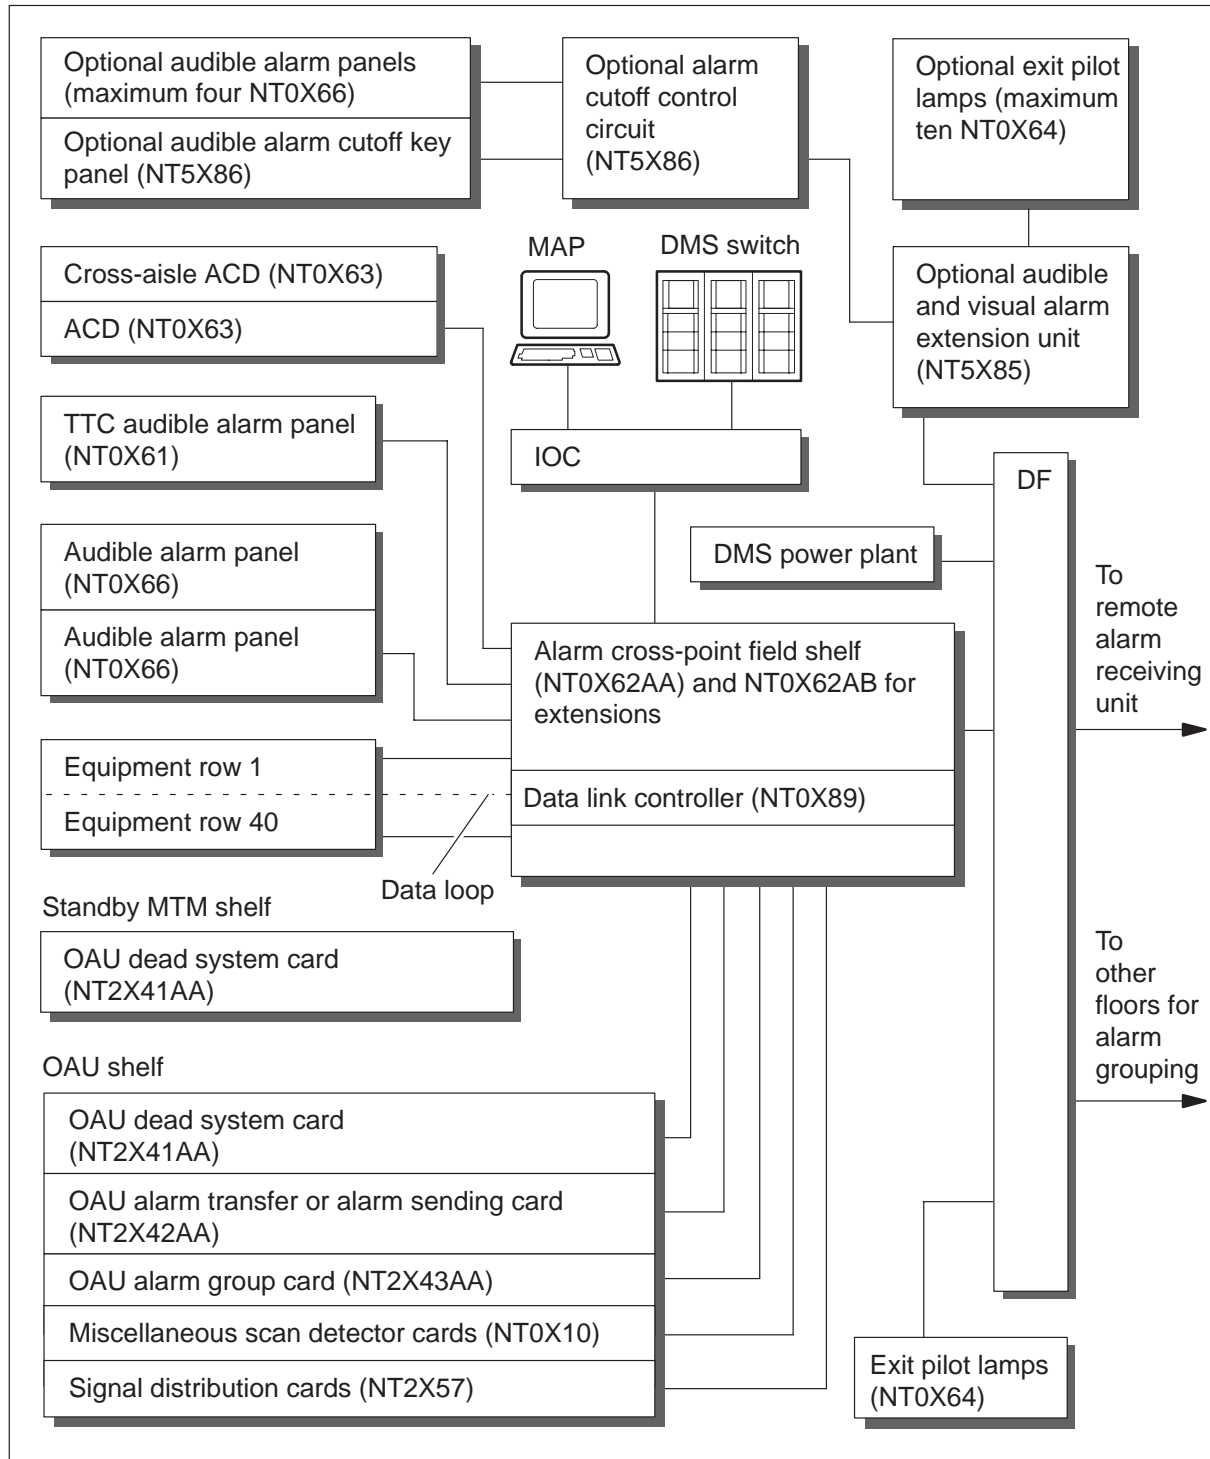 Optional audible alarm panels
(maximum four NT0X66)
Optional audible alarm cutoff key
panel (NT5X86)
Optional alarm
cutoff control
circuit
(NT5X86)
Optional exit pilot
lamps (maximum
ten NT0X64)
Cross-aisle ACD (NT0X63)
ACD (NT0X63)
MAP
DMS switch
Optional audible
and visual alarm
extension unit
(NT5X85)
TTC audible alarm panel
(NT0X61)
IOC
DF
DMS power plant
Audible alarm panel
(NT0X66)
Audible alarm panel
(NT0X66)
To
remote
alarm
receiving
unit
Alarm cross-point field shelf
(NT0X62AA) and NT0X62AB for
extensions
Equipment row 1
Equipment row 40
Data link controller (NT0X89)
Data loop
Standby MTM shelf
OAU dead system card
(NT2X41AA)
To
other
floors for
alarm
grouping
OAU shelf
OAU dead system card
(NT2X41AA)
OAU alarm transfer or alarm sending card
(NT2X42AA)
OAU alarm group card (NT2X43AA)
Miscellaneous scan detector cards (NT0X10)
Signal distribution cards (NT2X57)
Exit pilot lamps
(NT0X64)